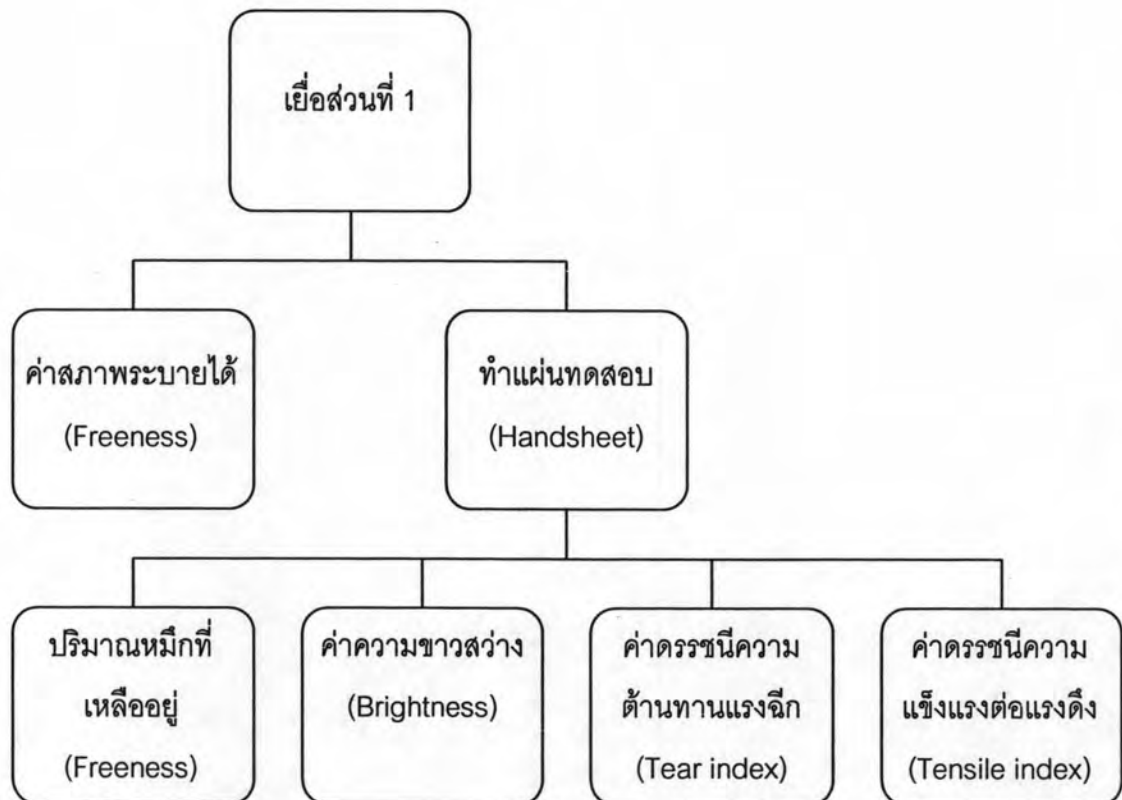 เยื่อส่วนที่ 1
ค่าสภาพระบายได้
(Freeness)
ทำแผ่นทดสอบ
(Handsheet)
ปริมาณหมึกที่
เหลืออยู่
(Freeness)
ค่าความขาวสว่าง
(Brightness)
ค่าดรรชนีความ
ต้านทานแรงฉีก
(Tear index)
ค่าดรรชนีความ
แข็งแรงต่อแรงดึง
(Tensile index)